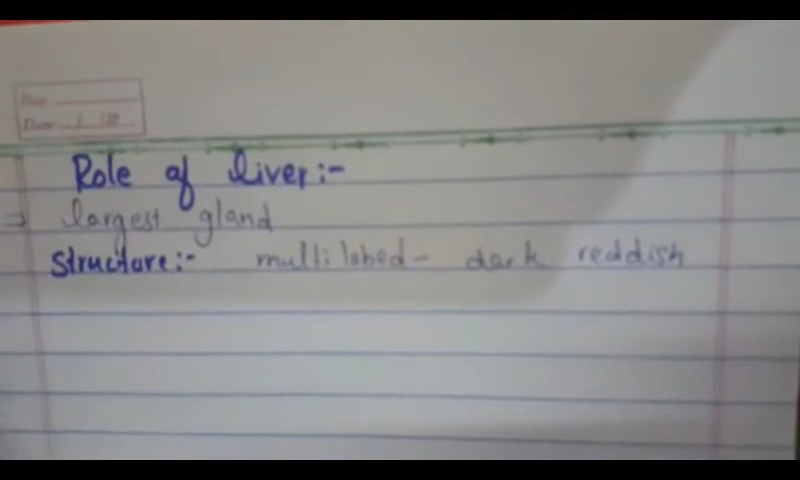 Role of liver:-
→ largest gland
Structure:- multilobed - dark reddish